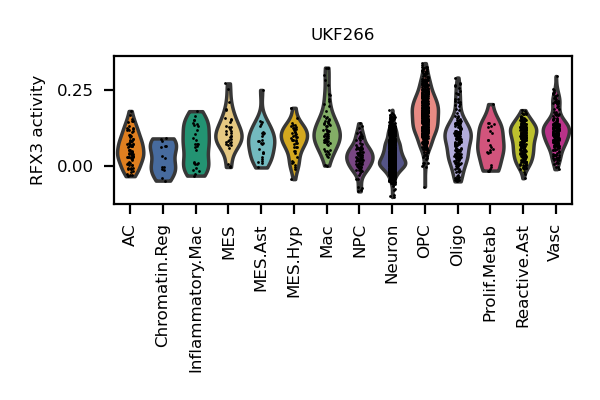 UKF266
RFX3 activity
0.25
0.00
AC
Chromatin.Reg
Inflammatory.Mac
MES
MES.Ast
MES.Hyp
Mac
NPC
Neuron
OPC
Oligo
Prolif.Metab
Reactive.Ast
Vasc